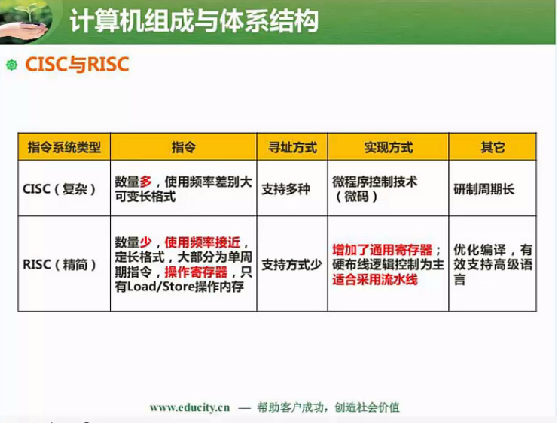 计算机组成与体系结构
CISC与RISC
指令系统类型 指令 寻址方式 实现方式 其它
CISC（复杂）
数量多，使用频率差别大
可变长格式
支持多种
微程序控制技术
（微码）
研制周期长
RISC（精简）
数量少，使用频率接近，
定长格式，大部分为单周
期指令，操作寄存器，只
有Load/Store操作内存
支持方式少
增加了通用寄存器；
硬布线逻辑控制为主
适合采用流水线
优化编译，有
效支持高级语
言
www.educity.cn — 帮助客户成功，创造社会价值